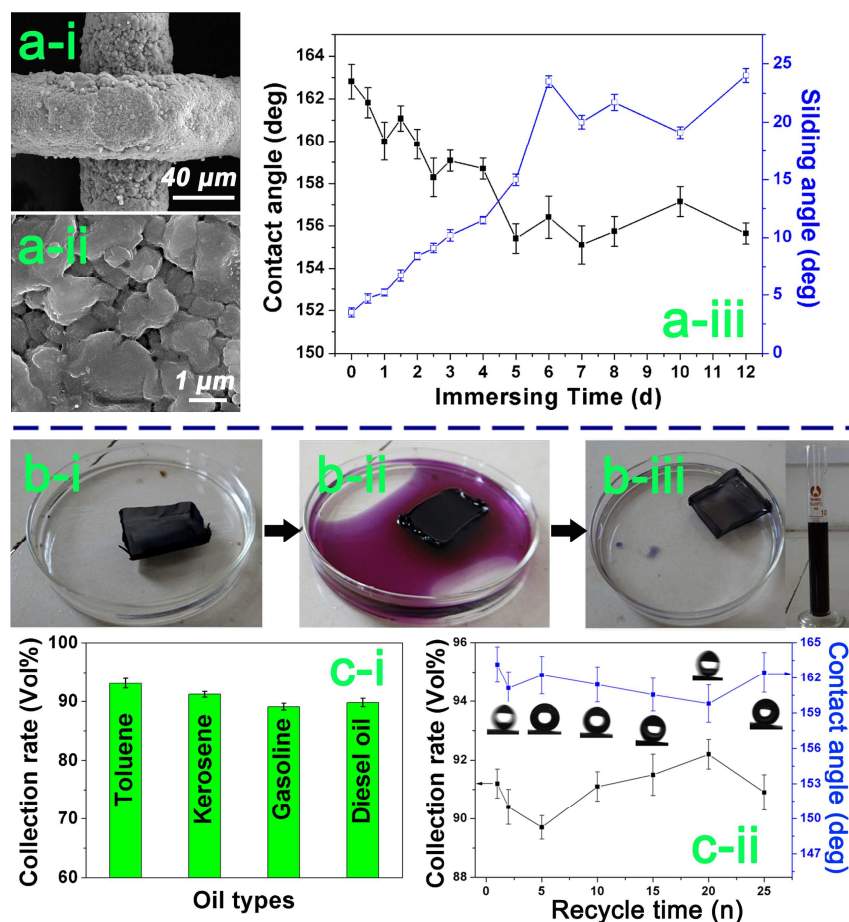 a-i
40 µm
a-ii
1 µm
164
162
160
158
156
154
152
150
Contact angle (deg)
0 1 2 3 4 5 6 7 8 9 10 11 12
Immersing Time (d)
25
20
15
10
5
0
Silding angle
(deg)
a-iii
b-i
b-ii
b-iii
100
90
80
70
60
Collection rate (Vol%)
Toluene
Kerosene
Gasoline
Diesel oil
Oil types
c-i
96
94
92
90
88
Collection rate (Vol%)
0 5 10 15 20 25
Recycle time (n)
165
162
159
156
153
150
147
Contact angle
(deg)
c-ii